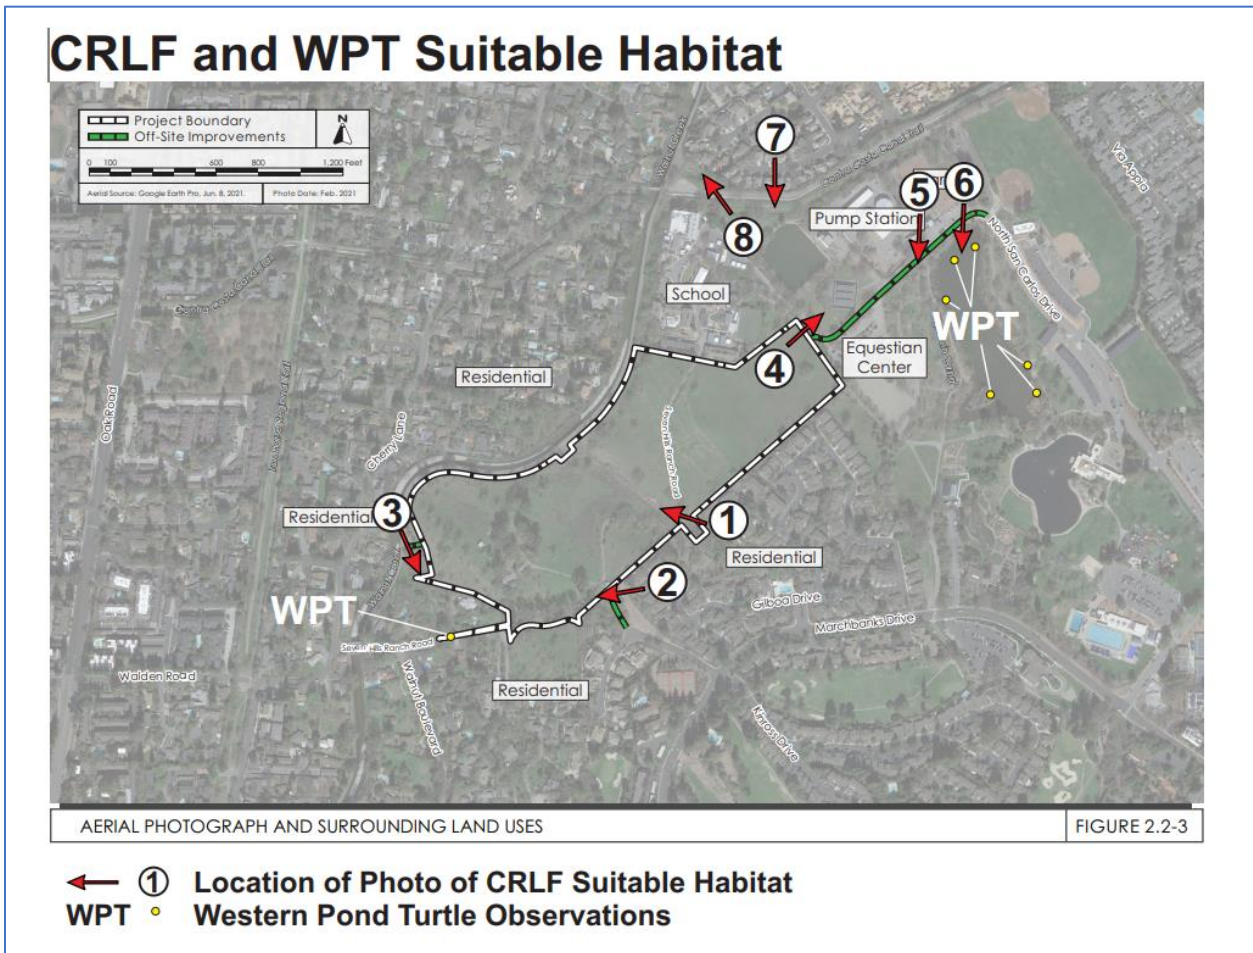 CRLF and WPT Suitable Habitat
Project Boundary
Off-Site Improvements
N
0 100 600 800 1,200 Feet
Aerial Source: Google Earth Pro, Jun. 8, 2021.
Photo Date: Feb. 2021
7
8
5
6
Pump Station
Via Appia
North San Carlos Drive
School
WPT
4
Equestian
Center
Residential
Oak Road
Cherry Lane
Seven Hills Ranch Road
Residential
3
1
Residential
2
WPT
Gilboa Drive
Marchbanks Drive
Seven Hills Ranch Road
Walden Road
Walnut Boulevard
Residential
Kinross Drive
AERIAL PHOTOGRAPH AND SURROUNDING LAND USES
FIGURE 2.2-3
1 Location of Photo of CRLF Suitable Habitat
WPT Western Pond Turtle Observations